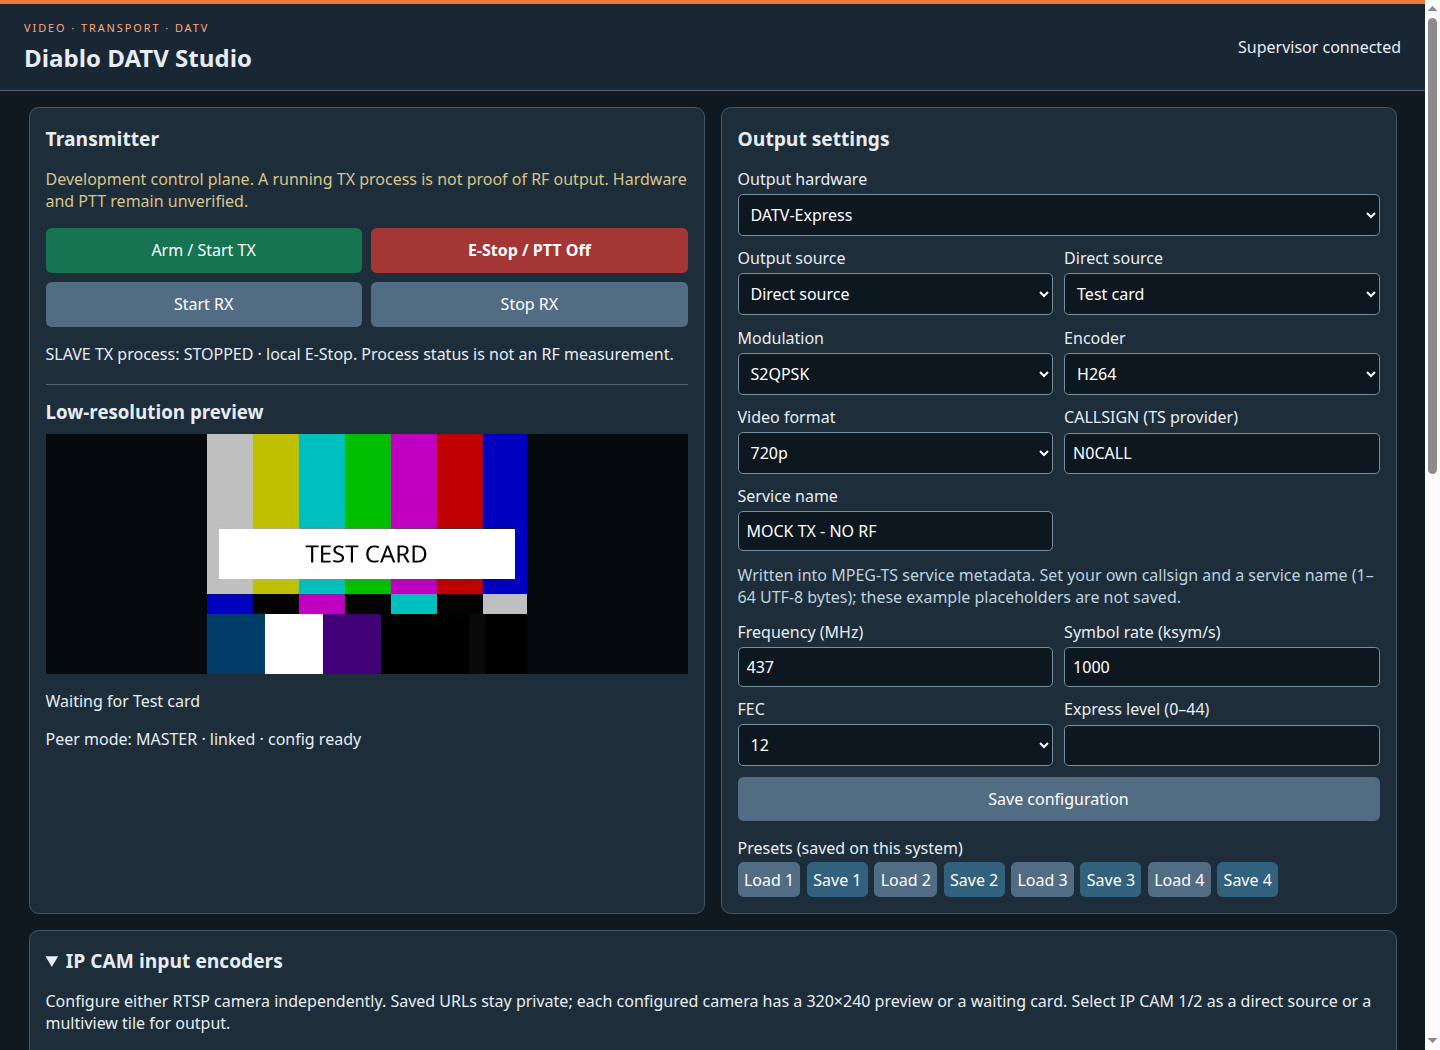 VIDEO · TRANSPORT · DATV
Diablo DATV Studio
Supervisor connected
Transmitter
Development control plane. A running TX process is not proof of RF output. Hardware
and PTT remain unverified.
Arm / Start TX
E-Stop / PTT Off
Start RX
Stop RX
SLAVE TX process: STOPPED · local E-Stop. Process status is not an RF measurement.
Low-resolution preview
TEST CARD
Waiting for Test card
Peer mode: MASTER · linked · config ready
Output settings
Output hardware
DATV-Express
Output source
Direct source
Direct source
Test card
Modulation
Encoder
S2QPSK
H264
Video format
CALLSIGN (TS provider)
720p
N0CALL
Service name
MOCK TX - NO RF
Written into MPEG-TS service metadata. Set your own callsign and a service name (1–
64 UTF-8 bytes); these example placeholders are not saved.
Frequency (MHz)
Symbol rate (ksym/s)
437
1000
FEC
Express level (0–44)
12
Save configuration
Presets (saved on this system)
Load 1
Save 1
Load 2
Save 2
Load 3
Save 3
Load 4
Save 4
▼ IP CAM input encoders
Configure either RTSP camera independently. Saved URLs stay private; each configured camera has a 320×240 preview or a waiting card. Select IP CAM 1/2 as a direct source or a
multiview tile for output.